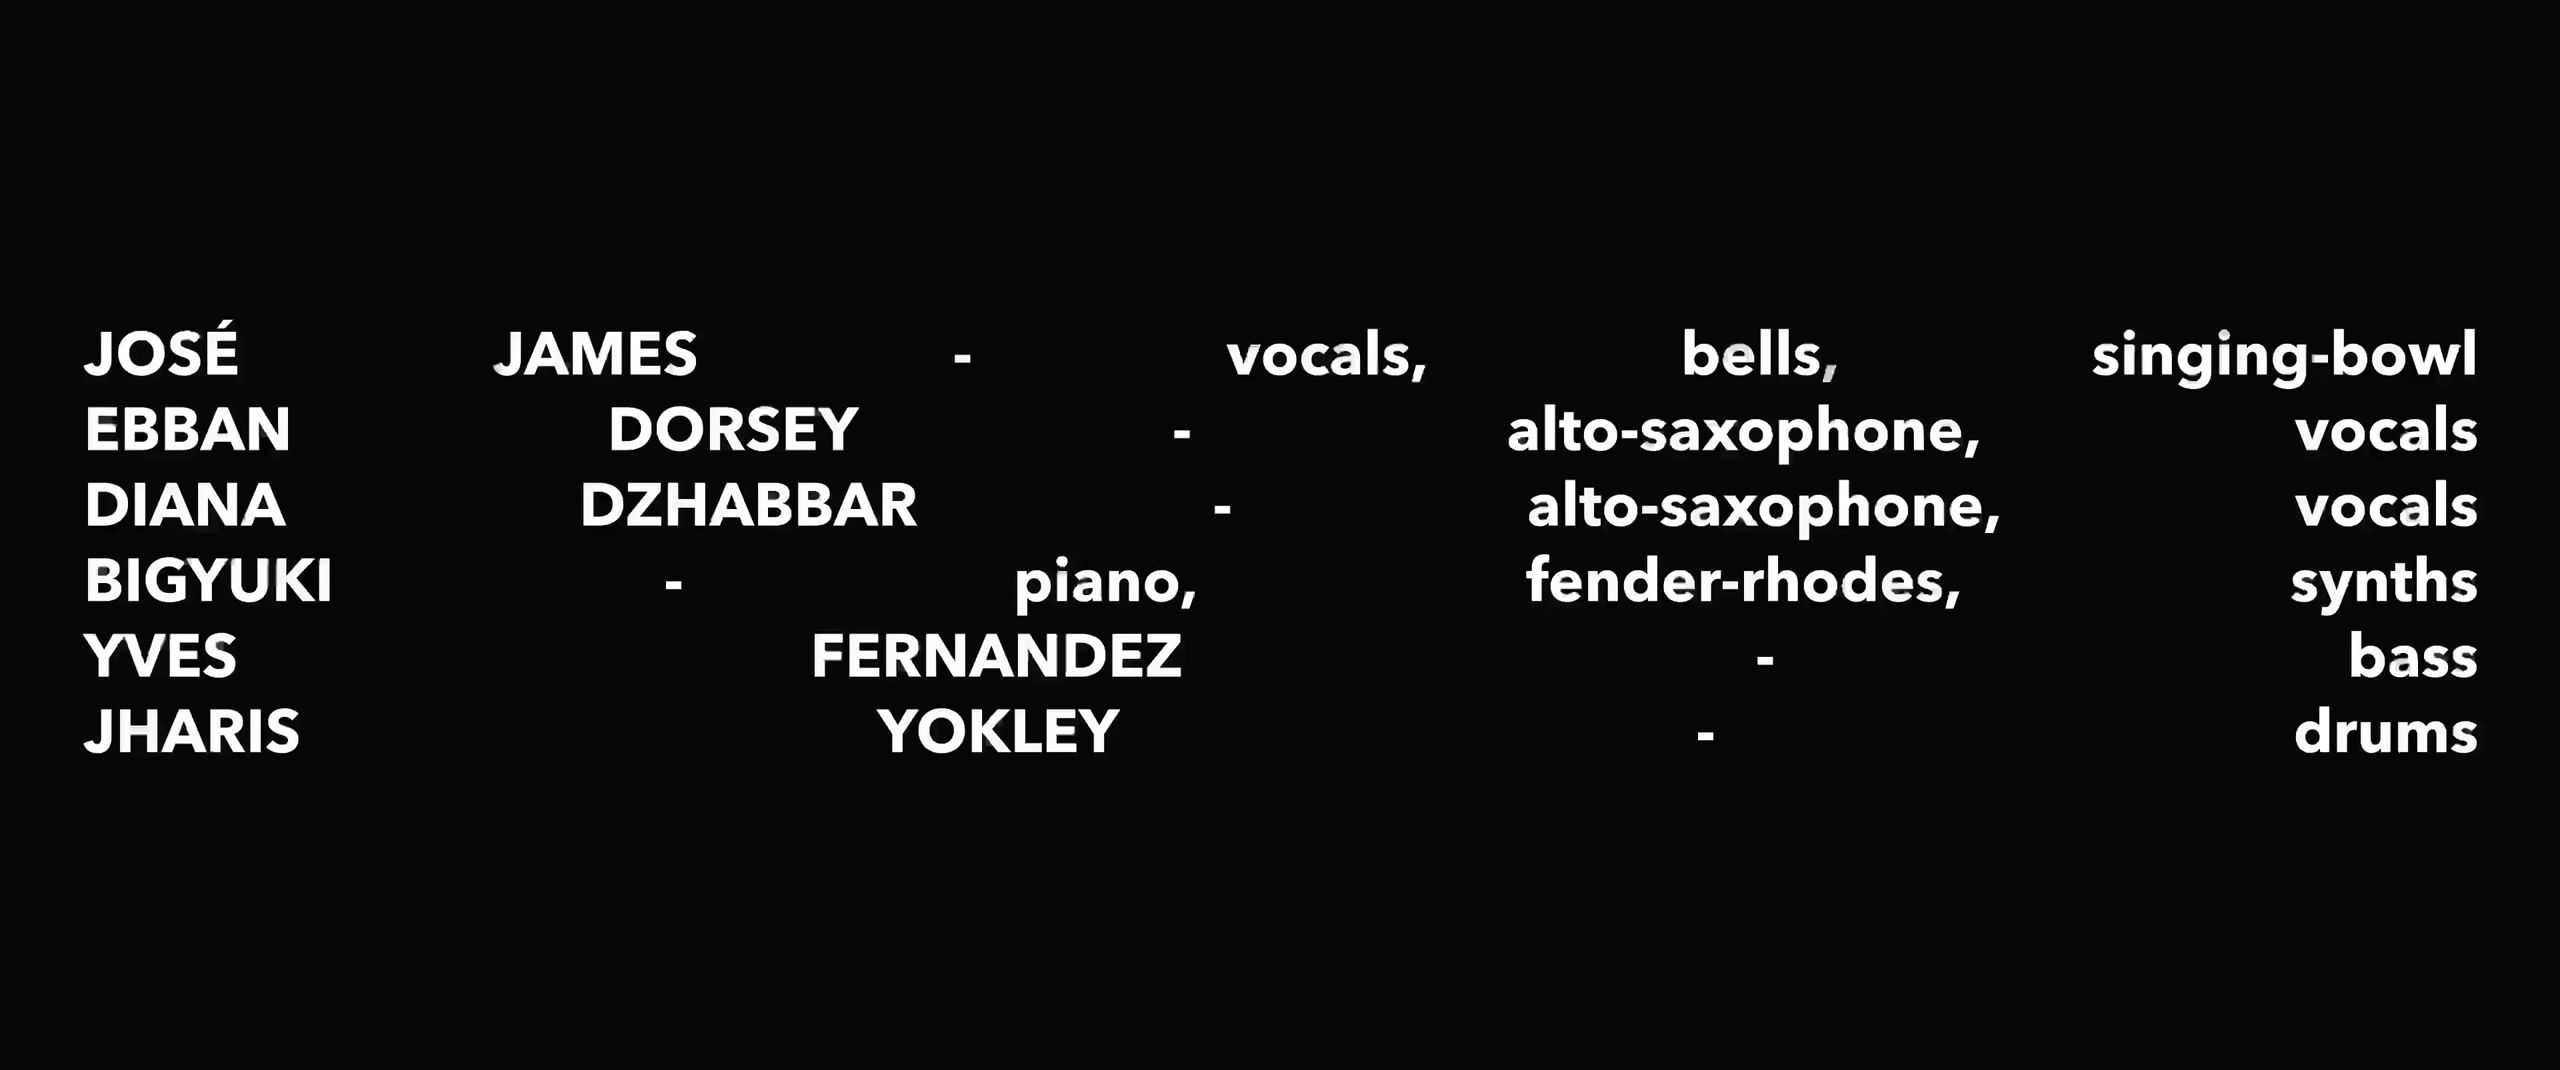 JOSÉ JAMES - vocals, bells, singing-bowl
EBBAN DORSEY - alto-saxophone, vocals
DIANA DZHABBAR - alto-saxophone, vocals
BIGYUKI - piano, fender-rhodes, synths
YVES FERNANDEZ - bass
JHARIS YOKLEY - drums